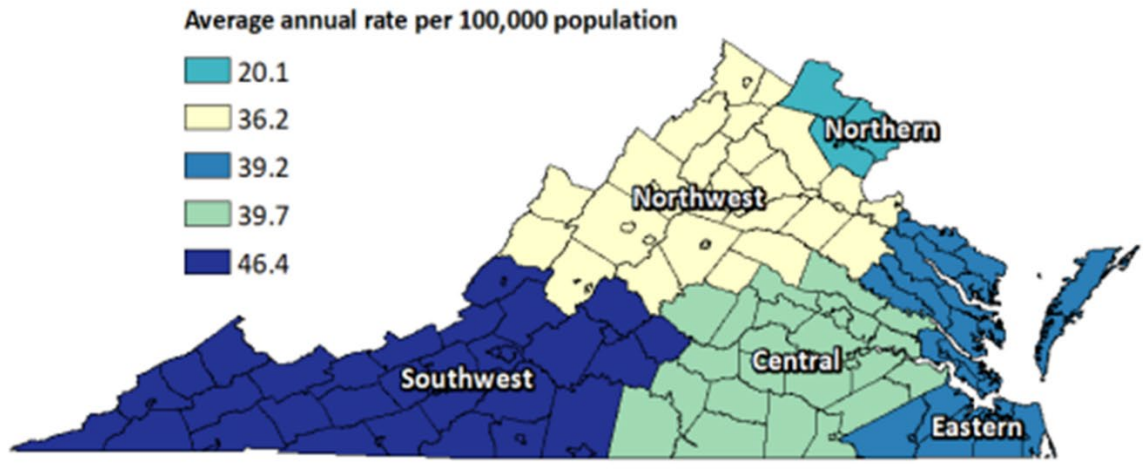 Average annual rate per 100,000 population
20.1
36.2
39.2
39.7
46.4
Northern
Northwest
Central
Southwest
Eastern